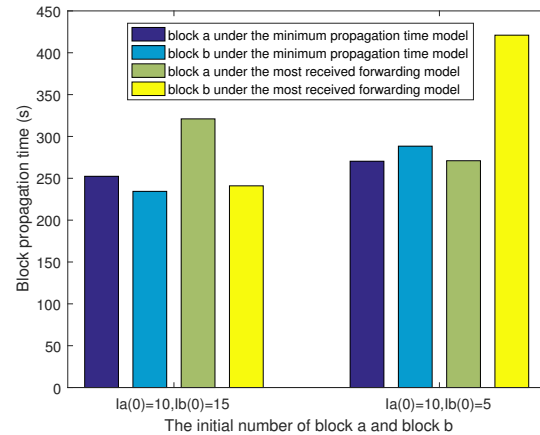 450
400
350
300
250
200
150
100
50
0
Block propagation time (s)
block a under the minimum propagation time model
block b under the minimum propagation time model
block a under the most received forwarding model
block b under the most received forwarding model
Ia(0)=10,Ib(0)=15
Ia(0)=10,Ib(0)=5
The initial number of block a and block b